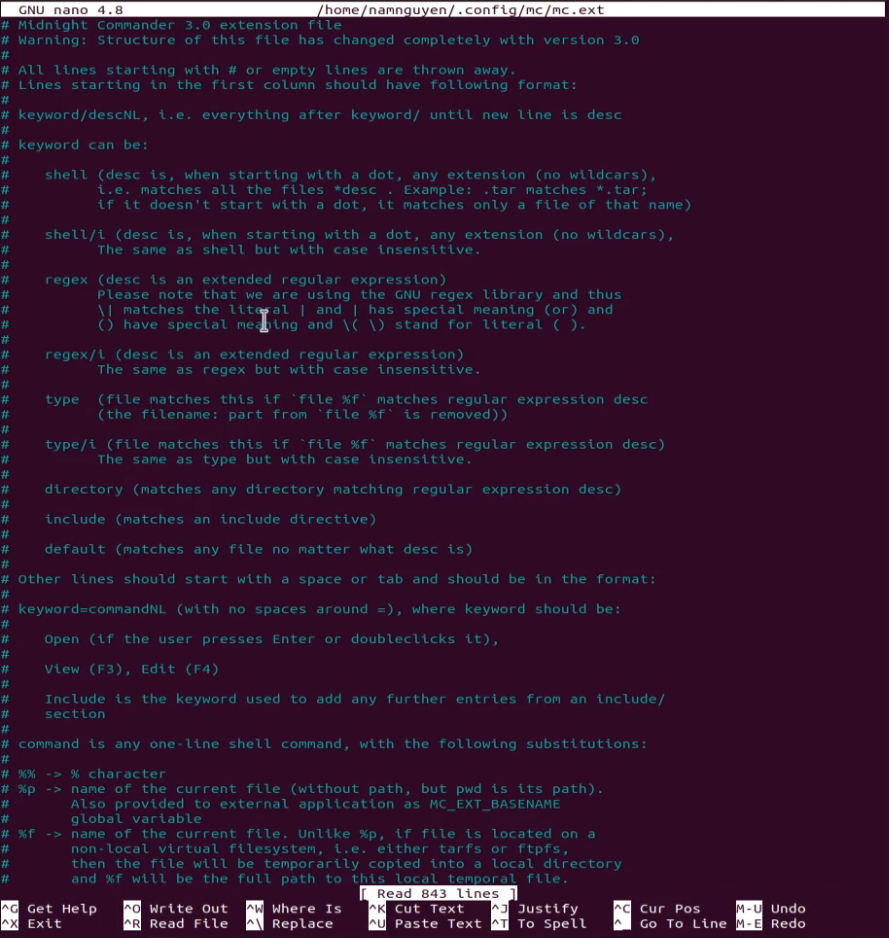 GNU nano 4.8 /home/namnguyen/.config/mc/mc.ext
# Midnight Commander 3.0 extension file
# Warning: Structure of this file has changed completely with version 3.0
#
# All lines starting with # or empty lines are thrown away.
# Lines starting in the first column should have following format:
#
# keyword/descNL, i.e. everything after keyword/ until new line is desc
#
# keyword can be:
#
#    shell (desc is, when starting with a dot, any extension (no wildcars),
#          i.e. matches all the files *desc . Example: .tar matches *.tar;
#          if it doesn't start with a dot, it matches only a file of that name)
#
#    shell/i (desc is, when starting with a dot, any extension (no wildcars),
#          The same as shell but with case insensitive.
#
#    regex (desc is an extended regular expression)
#          Please note that we are using the GNU regex library and thus
#          \| matches the literal | and | has special meaning (or) and
#          () have special meaning and \( \) stand for literal ( ).
#
#    regex/i (desc is an extended regular expression)
#          The same as regex but with case insensitive.
#
#    type  (file matches this if `file %f` matches regular expression desc
#          (the filename: part from `file %f` is removed))
#
#    type/i (file matches this if `file %f` matches regular expression desc)
#          The same as type but with case insensitive.
#
#    directory (matches any directory matching regular expression desc)
#
#    include (matches an include directive)
#
#    default (matches any file no matter what desc is)
#
# Other lines should start with a space or tab and should be in the format:
#
# keyword=commandNL (with no spaces around =), where keyword should be:
#
#    Open (if the user presses Enter or doubleclicks it),
#
#    View (F3), Edit (F4)
#
#    Include is the keyword used to add any further entries from an include/
#    section
#
# command is any one-line shell command, with the following substitutions:
#
# %% -> % character
# %p -> name of the current file (without path, but pwd is its path).
#       Also provided to external application as MC_EXT_BASENAME
#       global variable
# %f -> name of the current file. Unlike %p, if file is located on a
#       non-local virtual filesystem, i.e. either tarfs or ftpfs,
#       then the file will be temporarily copied into a local directory
#       and %f will be the full path to this local temporal file.
[ Read 843 lines ]
^G Get Help ^O Write Out ^W Where Is ^K Cut Text ^J Justify ^C Cur Pos M-U Undo
^X Exit ^R Read File ^\ Replace ^U Paste Text ^T To Spell ^_ Go To Line M-E Redo